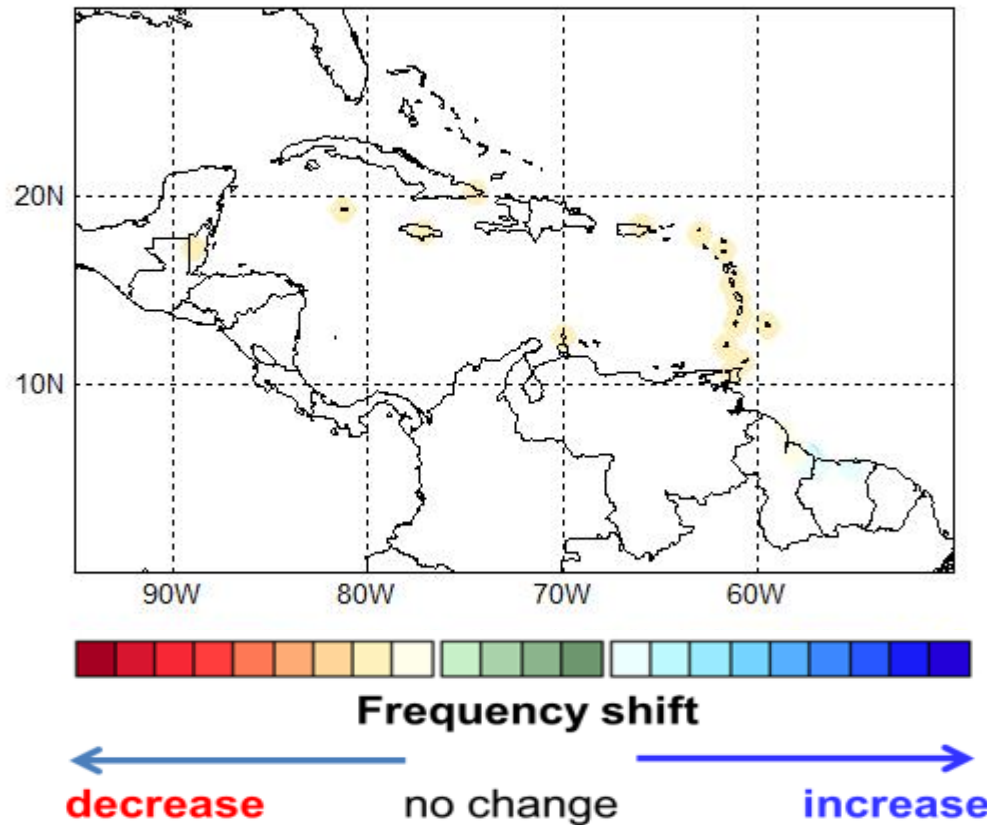 20N
10N
90W 80W 70W 60W
Frequency shift
decrease no change increase